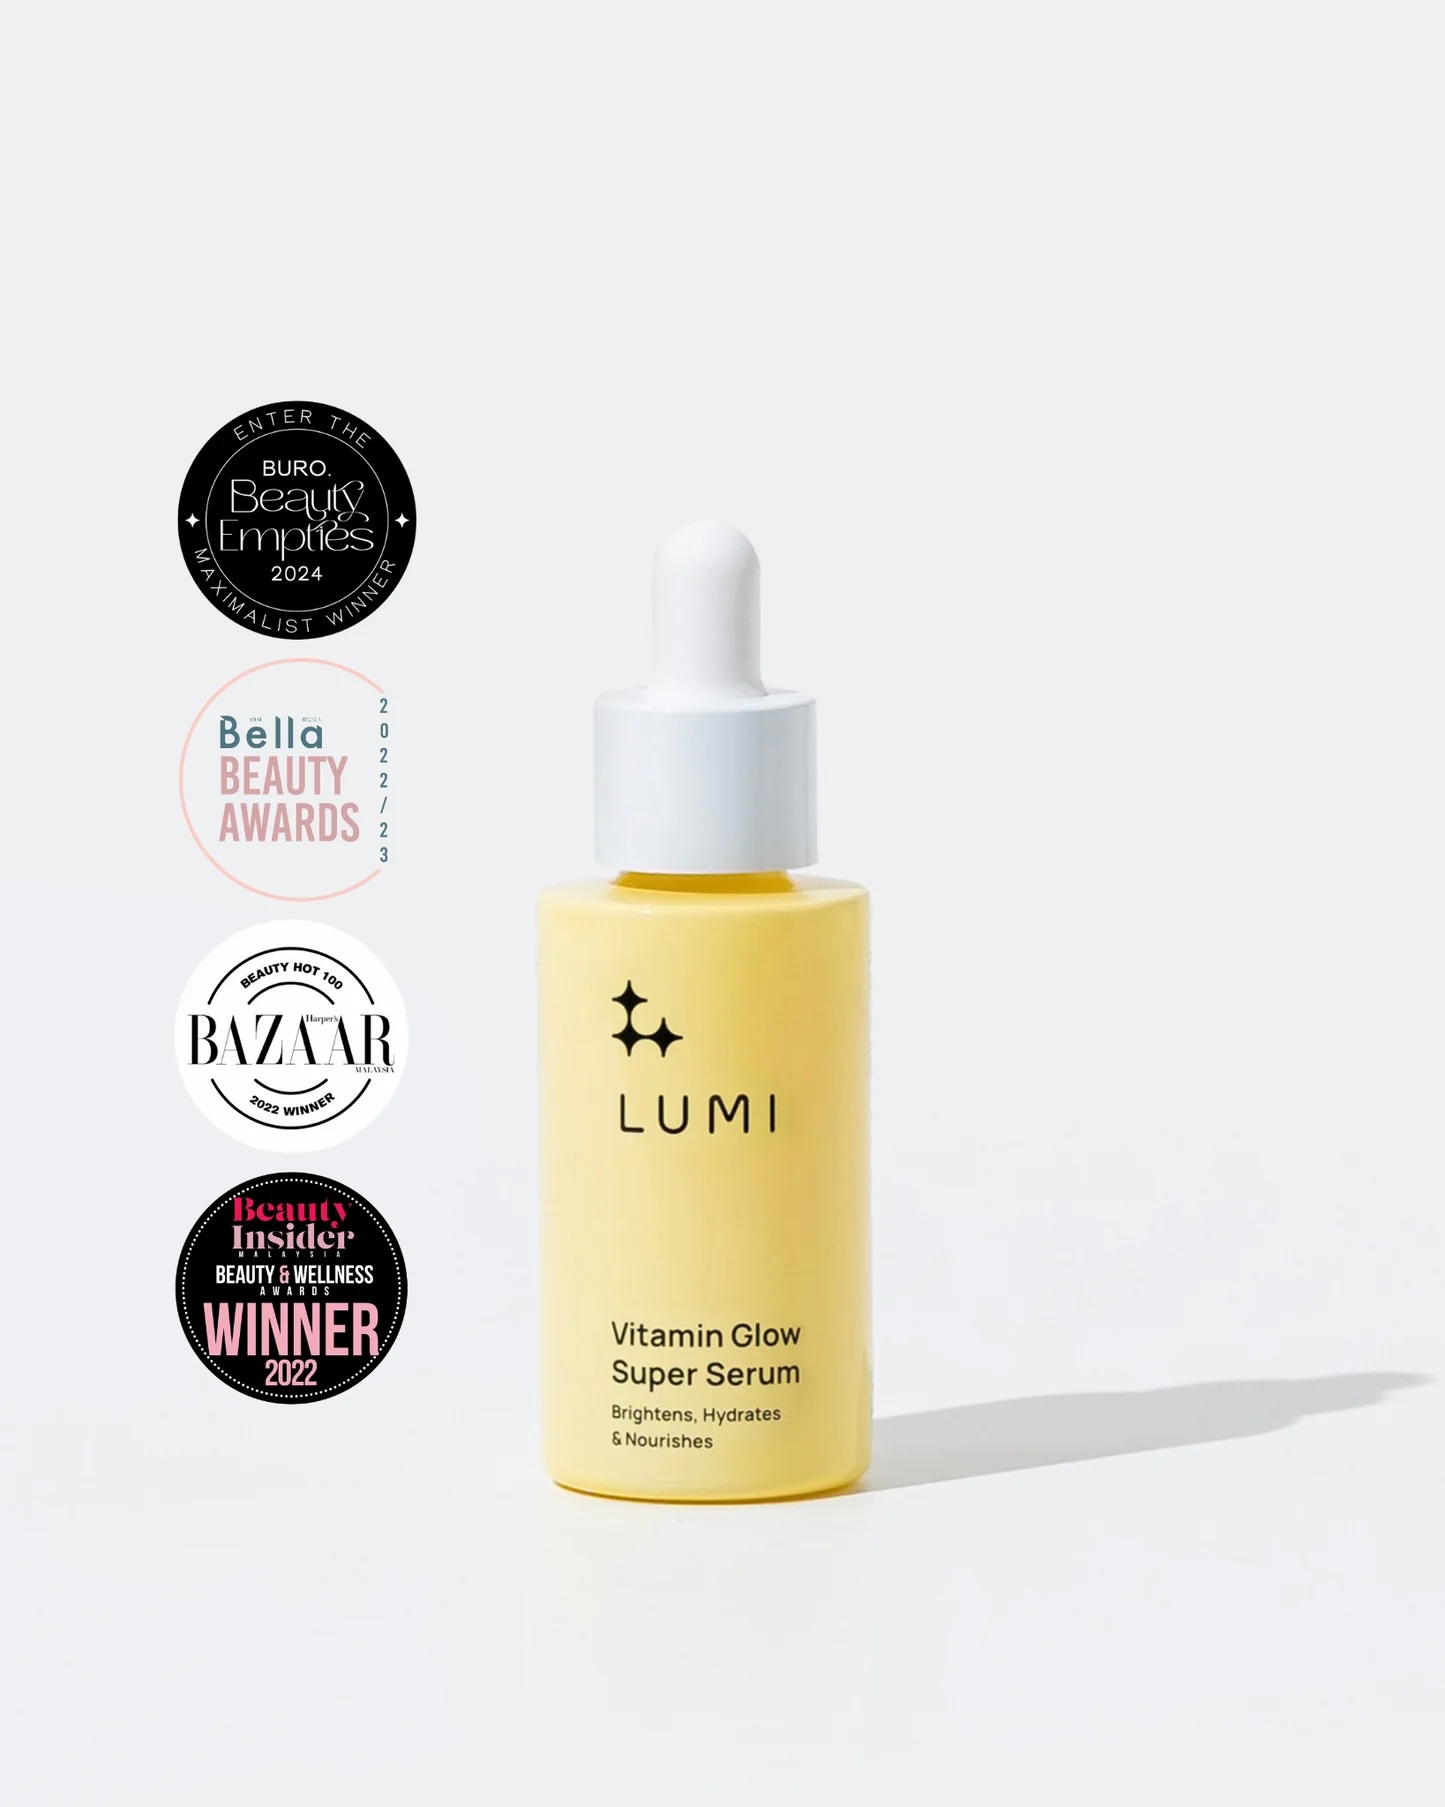 ENTER THE
BURO.
Beauty
Empties
2024
MAXIMALIST WINNER
Bella
BEAUTY
AWARDS
2022/23
BEAUTY HOT 100
Harper's
BAZAAR
MALAYSIA
2022 WINNER
Beauty
Insider
MALAYSIA
BEAUTY & WELLNESS
AWARDS
WINNER
2022
LUMI
Vitamin Glow
Super Serum
Brightens, Hydrates
& Nourishes